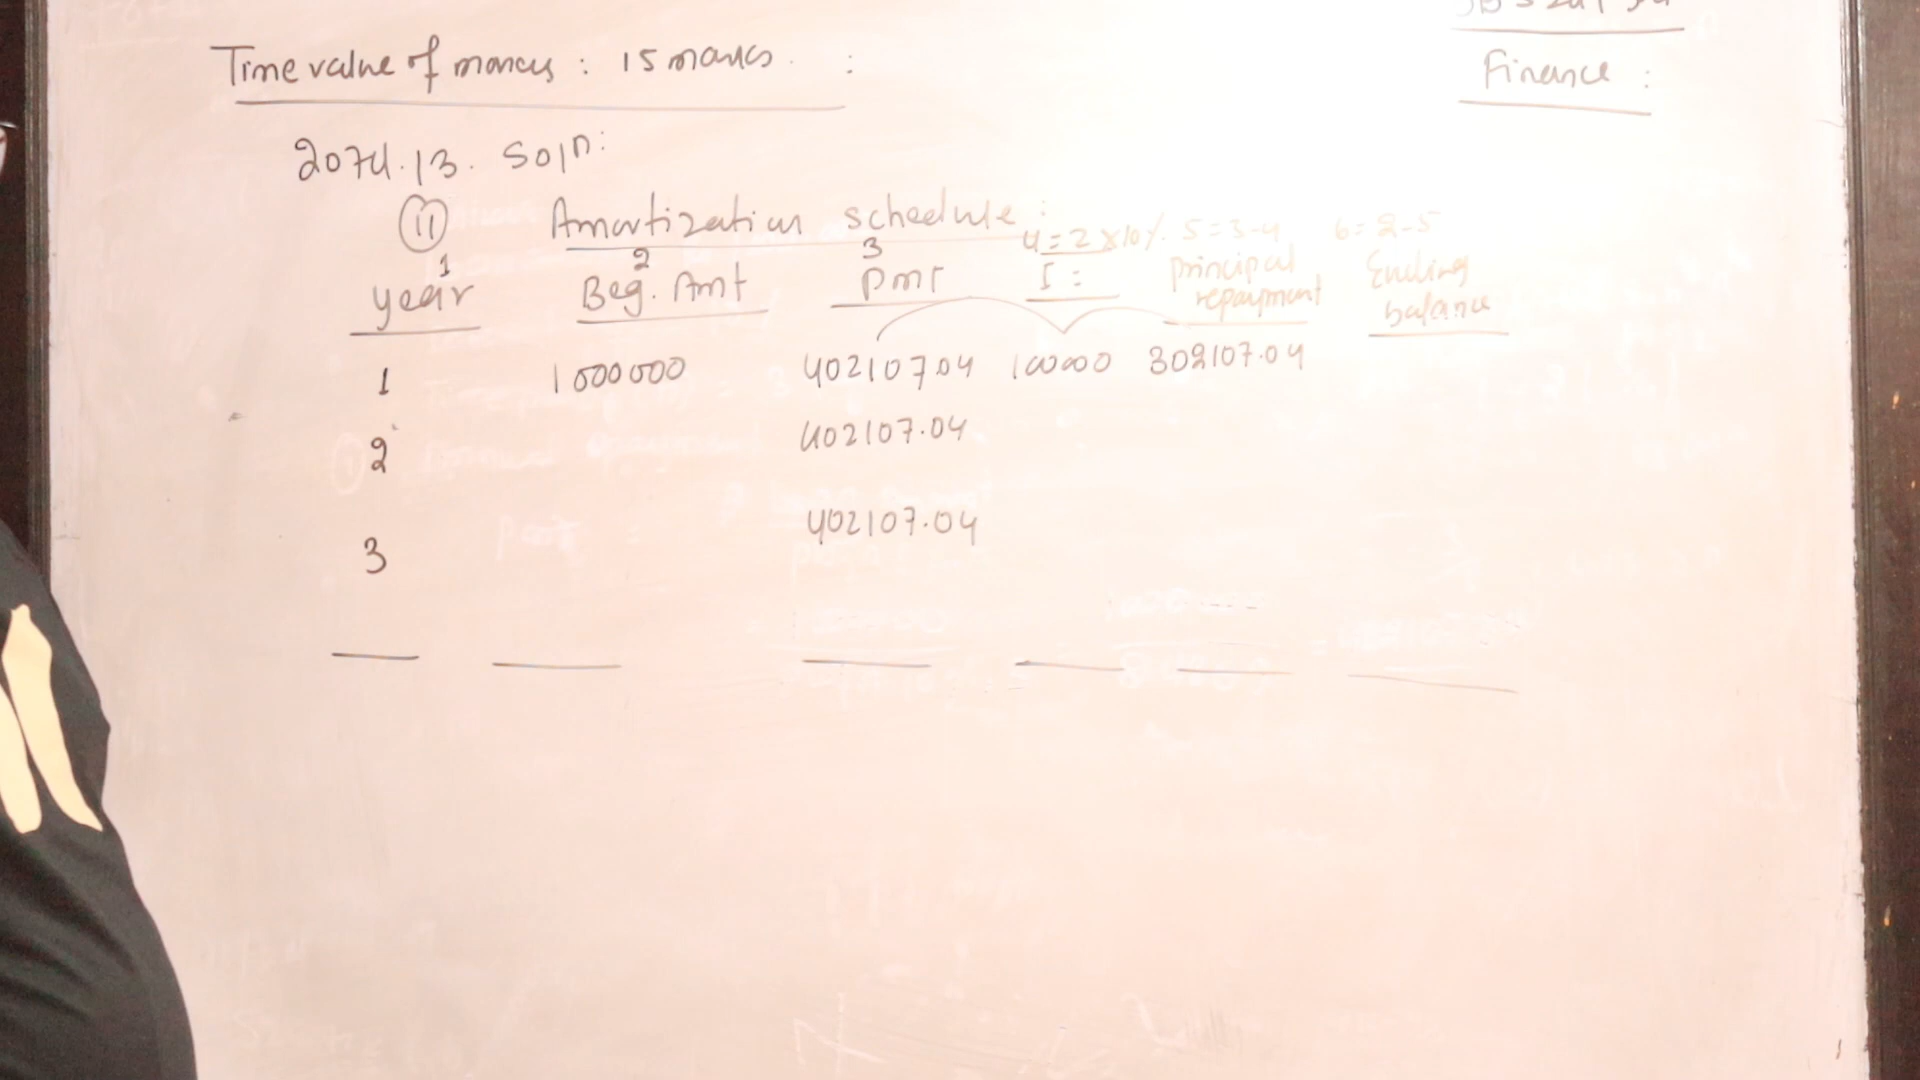 Time value of money : 15 marks. :
Finance :
2074.13. Soln:
(ii) Amortization schedule :
1 2 3 4=2×10% 5=3-4 6=2-5
year Beg. Amt Pmt I : principal repayment Ending balance
1 1000000 402107.04 100000 302107.04
2 402107.04
3 402107.04